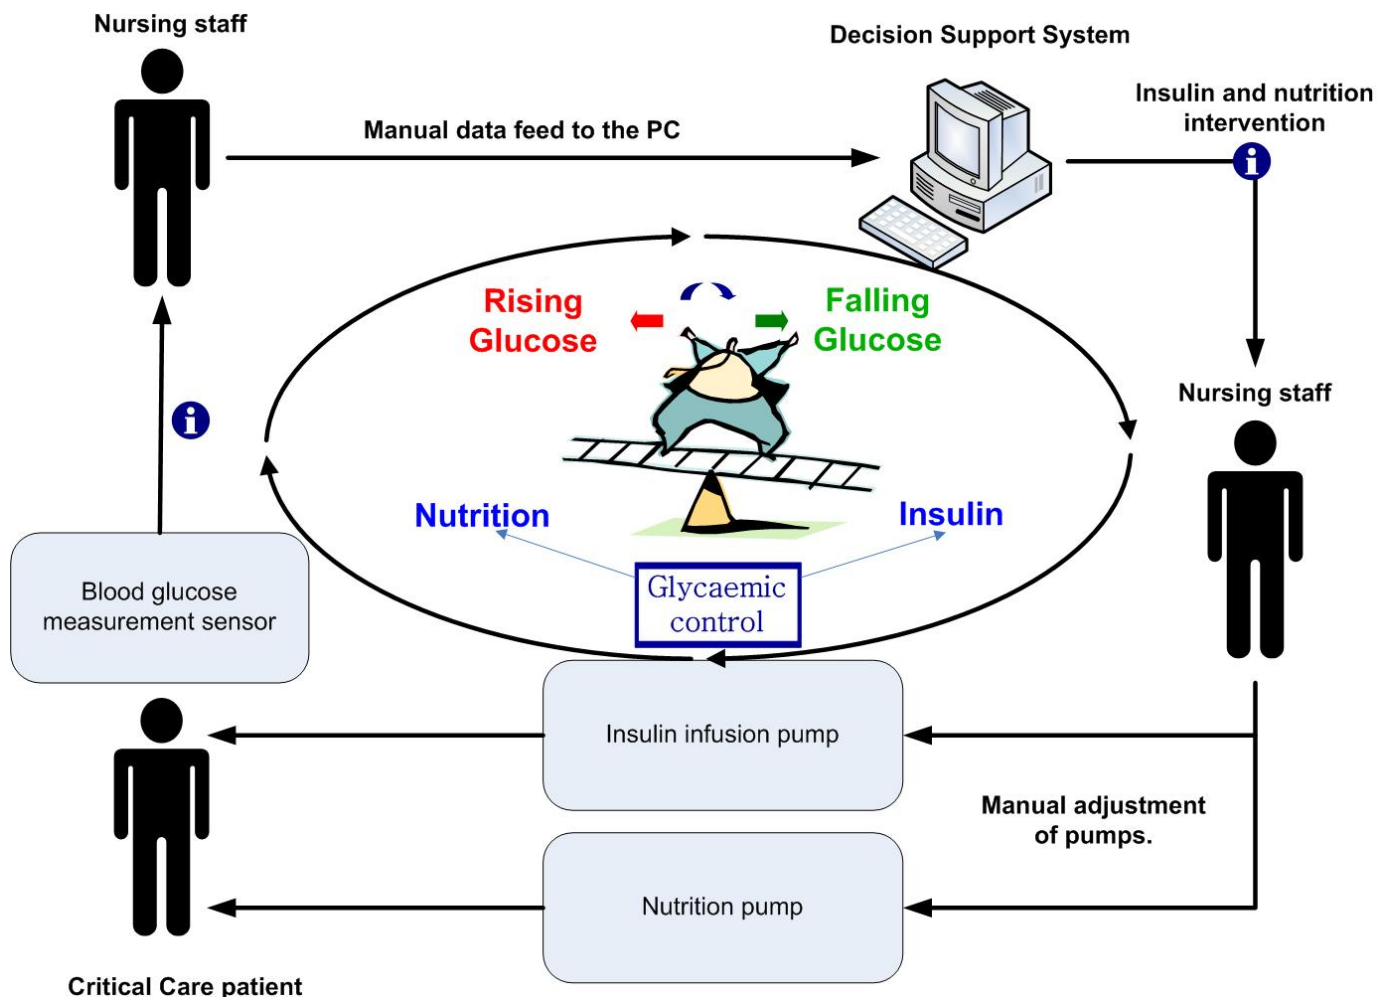 Nursing staff
Decision Support System
Insulin and nutrition
intervention
Manual data feed to the PC
i
Rising
Glucose
Falling
Glucose
Nursing staff
i
Nutrition
Insulin
Glycaemic
control
Blood glucose
measurement sensor
Insulin infusion pump
Manual adjustment
of pumps.
Nutrition pump
Critical Care patient